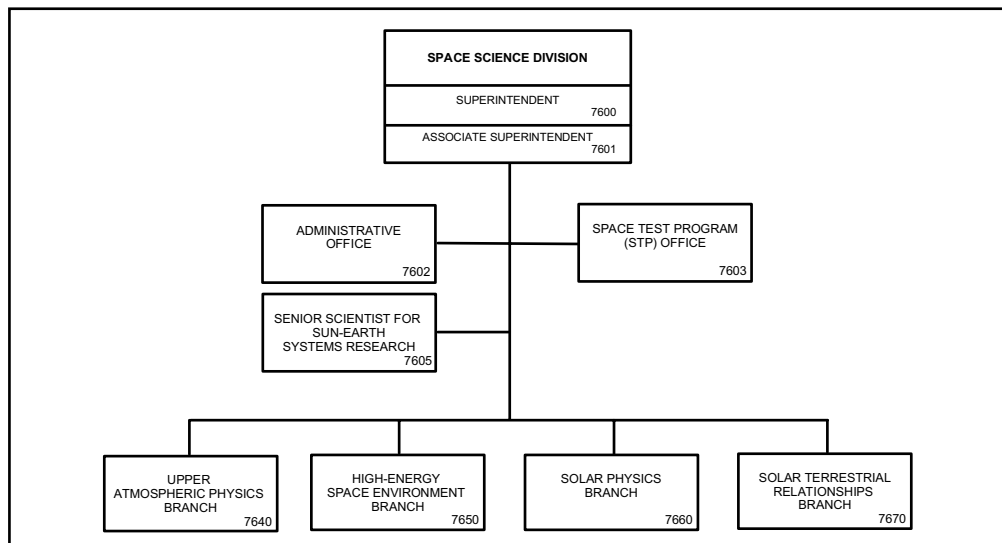 SPACE SCIENCE DIVISION
SUPERINTENDENT
7600
ASSOCIATE SUPERINTENDENT
7601
ADMINISTRATIVE
OFFICE
7602
SPACE TEST PROGRAM
(STP) OFFICE
7603
SENIOR SCIENTIST FOR
SUN-EARTH
SYSTEMS RESEARCH
7605
UPPER
ATMOSPHERIC PHYSICS
BRANCH
7640
HIGH-ENERGY
SPACE ENVIRONMENT
BRANCH
7650
SOLAR PHYSICS
BRANCH
7660
SOLAR TERRESTRIAL
RELATIONSHIPS
BRANCH
7670